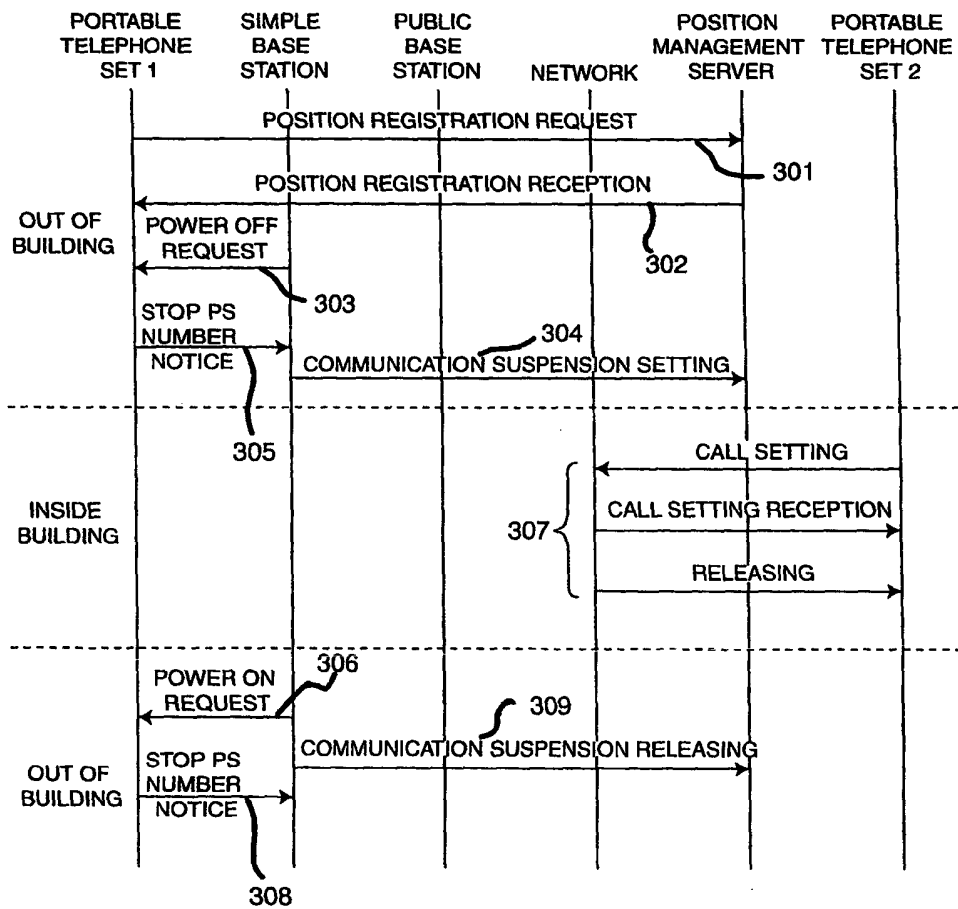 PORTABLE
TELEPHONE
SET 1
SIMPLE
BASE
STATION
PUBLIC
BASE
STATION
NETWORK
POSITION
MANAGEMENT
SERVER
PORTABLE
TELEPHONE
SET 2
POSITION REGISTRATION REQUEST
301
POSITION REGISTRATION RECEPTION
302
OUT OF
BUILDING
POWER OFF
REQUEST
303
STOP PS
NUMBER
NOTICE
304
COMMUNICATION SUSPENSION SETTING
305
INSIDE
BUILDING
CALL SETTING
307
CALL SETTING RECEPTION
RELEASING
306
POWER ON
REQUEST
309
COMMUNICATION SUSPENSION RELEASING
OUT OF
BUILDING
STOP PS
NUMBER
NOTICE
308